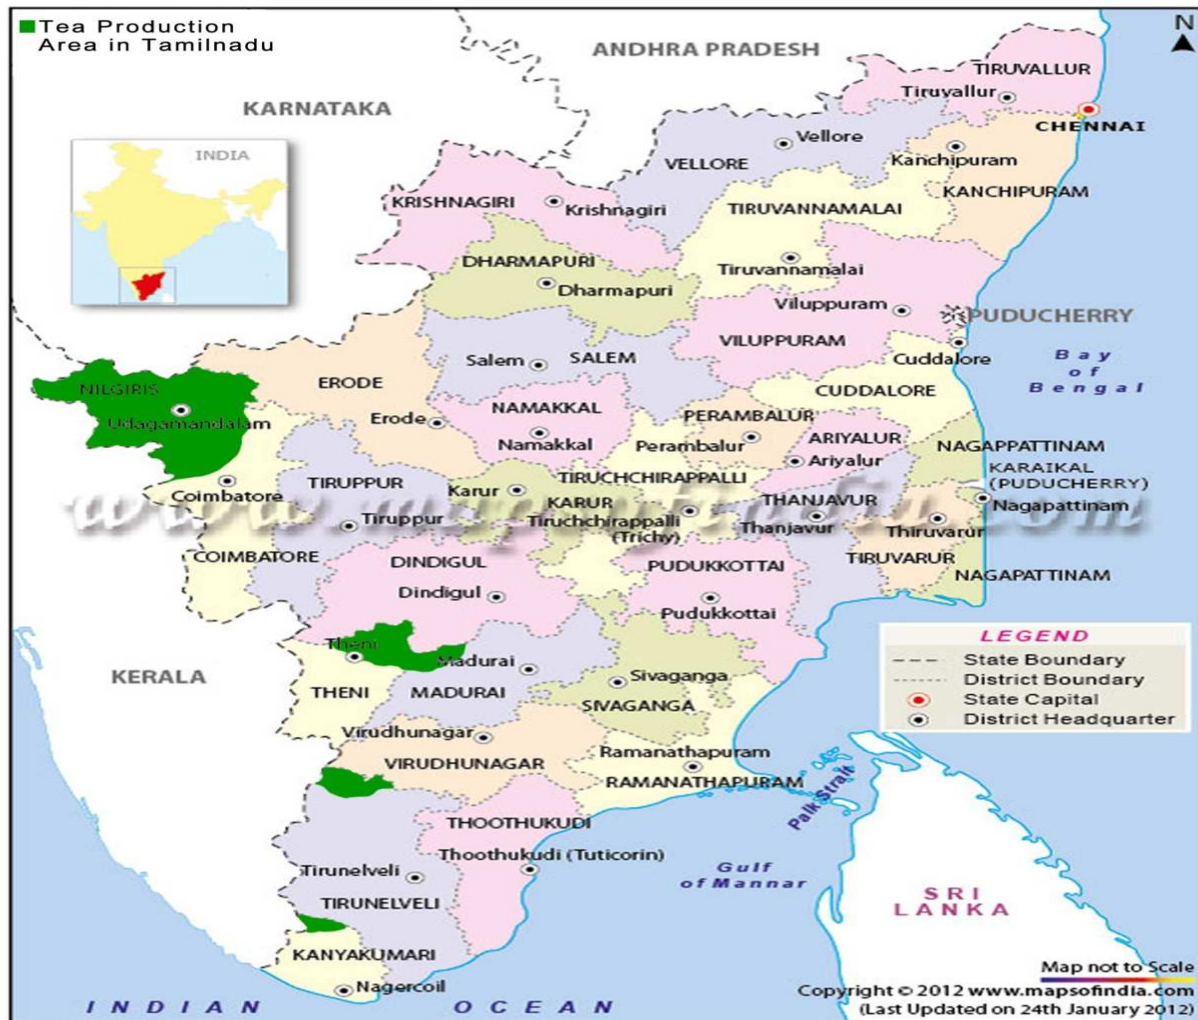 Tea Production
Area in Tamilnadu
N
ANDHRA PRADESH
KARNATAKA
INDIA
TIRUVALLUR
Tiruvallur
CHENNAI
Vellore
VELLORE
Kanchipuram
KANCHIPURAM
KRISHNAGIRI
Krishnagiri
TIRUVANNAMALAI
DHARMAPURI
Dharmapuri
Tiruvannamalai
Viluppuram
PUDUCHERRY
VILUPPURAM
Salem
SALEM
Cuddalore
Bay
of
Bengal
NILGIRIS
ERODE
CUDDALORE
Udagamandalam
Erode
NAMAKKAL
Namakkal
PERAMBALUR
Perambalur
ARIYALUR
Ariyalur
NAGAPPATTINAM
KARAIKAL
(PUDUCHERRY)
Coimbatore
TIRUPPUR
Karur
TIRUCHCHIRAPPALLI
KARUR
THANJAVUR
Nagapattinam
www.mapsofindia.com
Tiruppur
Tiruchchirappalli
(Trichy)
Thanjavur
Thiruvarur
COIMBATORE
DINDIGUL
PUDUKKOTTAI
TIRUVARUR
NAGAPATTINAM
Dindigul
Pudukkottai
Theni
Madurai
KERALA
THENI
MADURAI
Sivaganga
SIVAGANGA
LEGEND
State Boundary
District Boundary
State Capital
District Headquarter
Virudhunagar
VIRUDHUNAGAR
Ramanathapuram
RAMANATHAPURAM
Palk Strait
THOOTHUKUDI
Thoothukudi (Tuticorin)
Tirunelveli
TIRUNELVELI
Gulf
of Mannar
SRI
LANKA
KANYAKUMARI
Nagercoil
INDIAN OCEAN
Map not to Scale
Copyright © 2012 www.mapsofindia.com
(Last Updated on 24th January 2012)